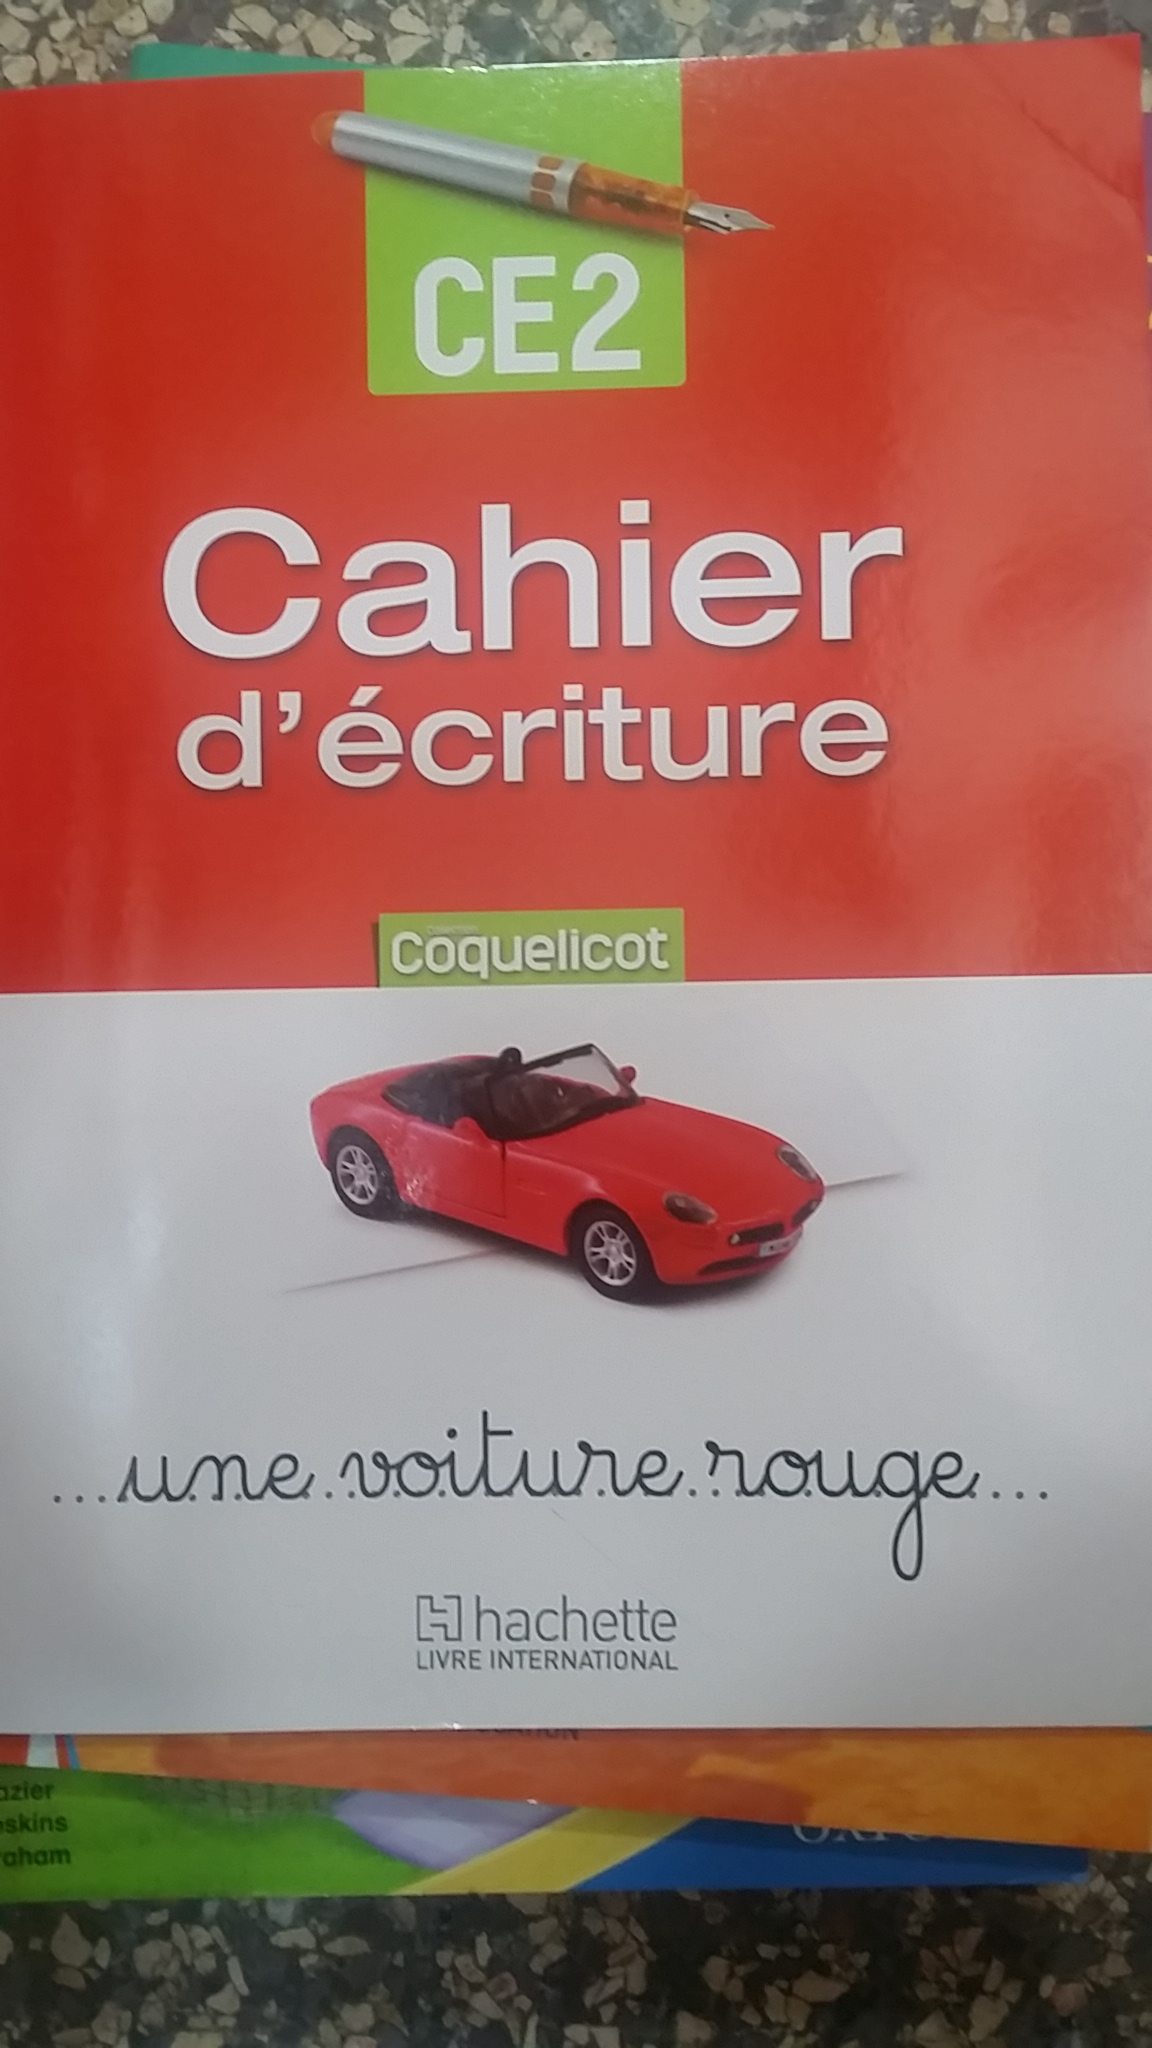 CE2
Cahier
d'écriture
Coquelicot
...une voiture rouge...
hachette
LIVRE INTERNATIONAL